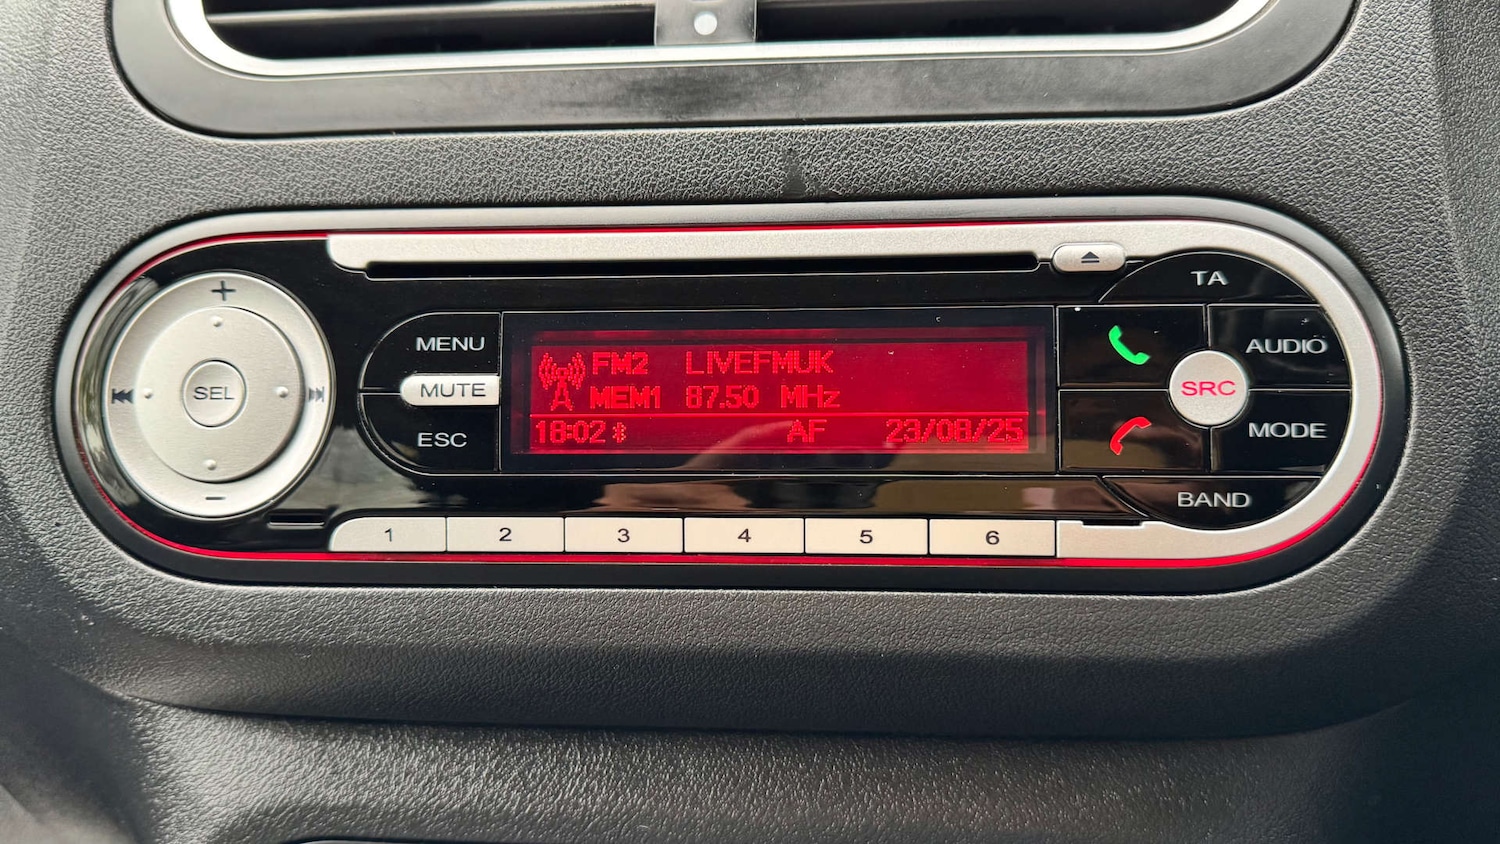 +
SEL
-
MENU
MUTE
ESC
FM2 LIVEFMUK
MEM1 87.50 MHz
18:02 AF 23/08/25
TA
AUDIO
SRC
MODE
BAND
1 2 3 4 5 6